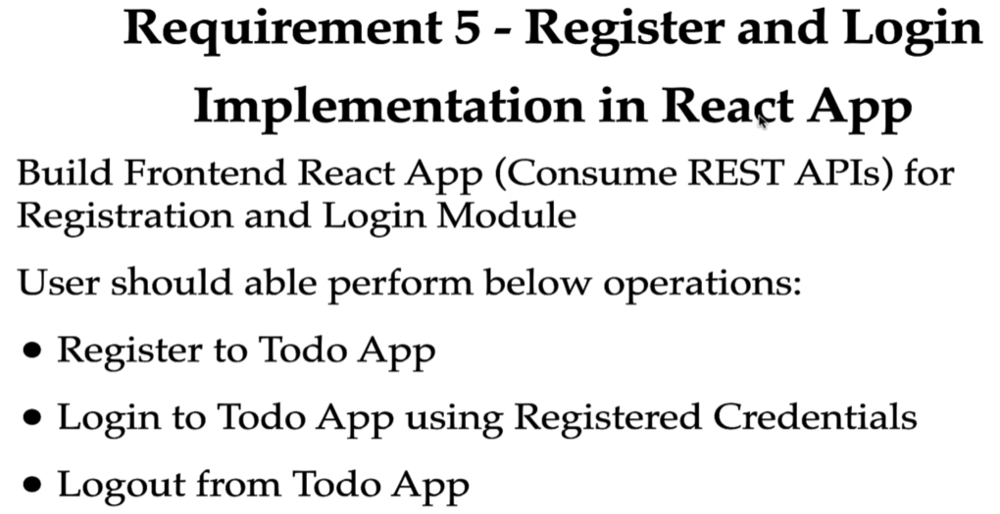 Requirement 5 - Register and Login
Implementation in React App
Build Frontend React App (Consume REST APIs) for
Registration and Login Module
User should able perform below operations:
● Register to Todo App
● Login to Todo App using Registered Credentials
● Logout from Todo App